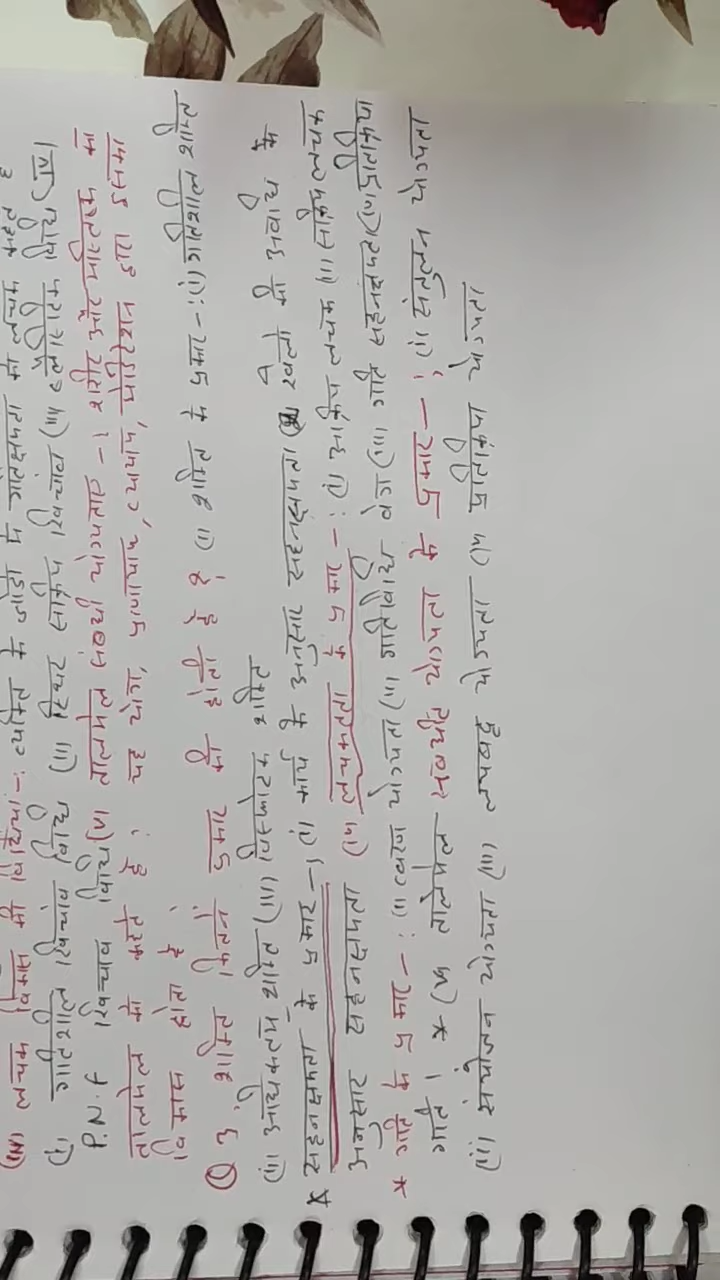 (iv) लचक विकास की विधियां -: व्यक्ति के जोड़ों में गतिक्षमता को लचक कहते है
(i) गतिशील खिंचाव विधि (ii) स्थिर सक्रिय खिंचाव (iii) बैलेस्टिक विधि (iv)
P.N.F खिंचाव विधि (v) तालमेल संबंधी योग्यताए -: शरीर और मस्तिष्क के
तालमेल को कहते है : यह योग, प्राणायाम, व्यायाम, मेडिटेशन द्वारा इसका
विकास होता है
Q 3. शक्ति कितने प्रकार की होती है ? (i) शक्ति के प्रकार -: (i) गतिशील शक्ति
(ii) अधिकतम शक्ति (iii) विस्फोटक शक्ति
* सहनक्षमता के प्रकार -: (i) कार्य के अनुसार सहनक्षमता खेलो की अवधि के
अनुसार सहनक्षमता (iv) लचकता के प्रकार -: (i) अक्रिय लचक (ii) सक्रिय लचक
* गति के प्रकार -: (i) त्वरण योग्यता (ii) गतिविधि वेग (iii) गति सहनक्षमता (iv) प्रतिक्रिया
गति । * तालमेल संबंधित योग्यता के प्रकार - ; (i) संतुलन योग्यता
(ii) संयोजन योग्यता (iii) लयबद्ध योग्यता (iv) प्रतिक्रिया योग्यता